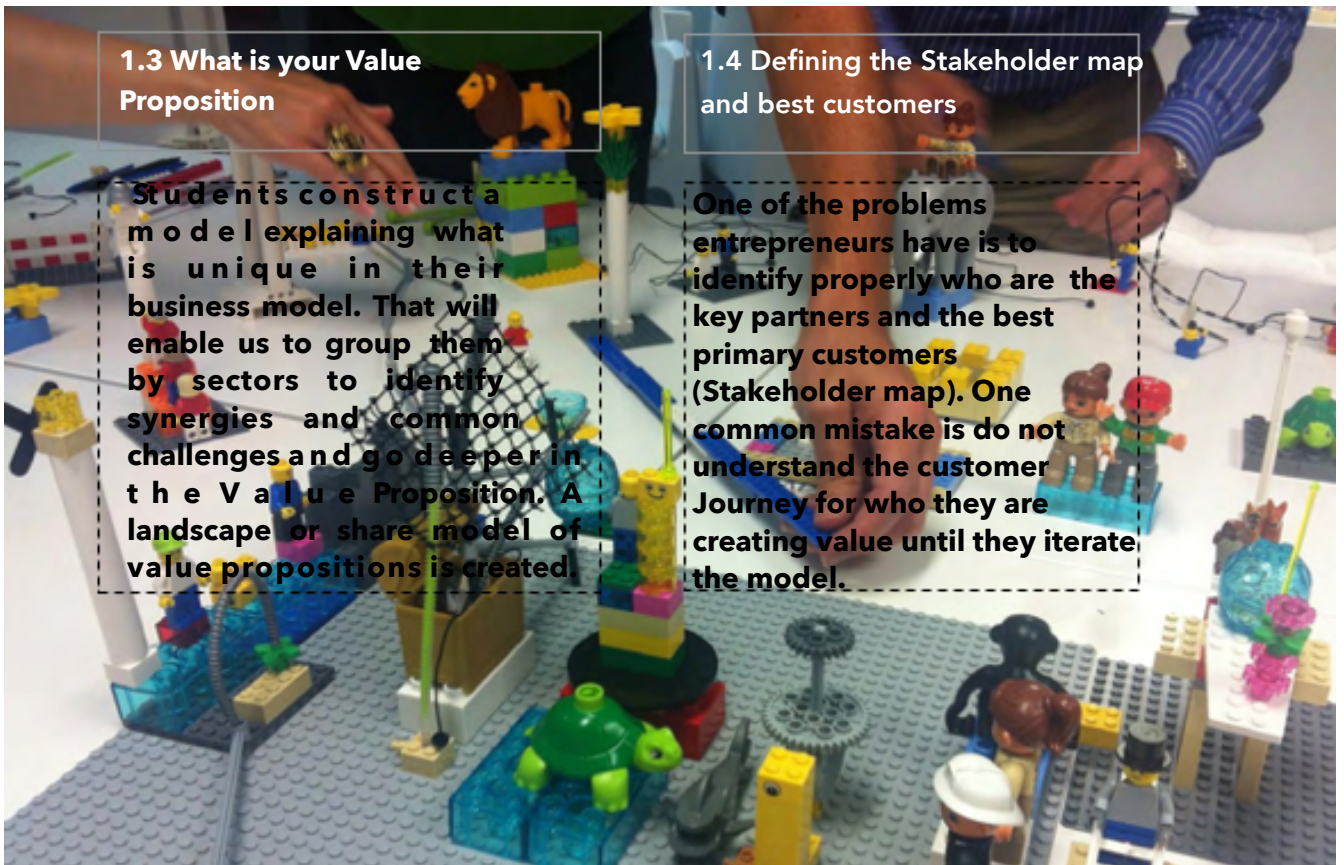 1.3 What is your Value
Proposition
Students construct a
model explaining what
is unique in their
business model. That will
enable us to group them
by sectors to identify
synergies and common
challenges and go deeper in
the Value Proposition. A
landscape or share model of
value propositions is created.
1.4 Defining the Stakeholder map
and best customers
One of the problems
entrepreneurs have is to
identify properly who are the
key partners and the best
primary customers
(Stakeholder map). One
common mistake is do not
understand the customer
Journey for who they are
creating value until they iterate
the model.